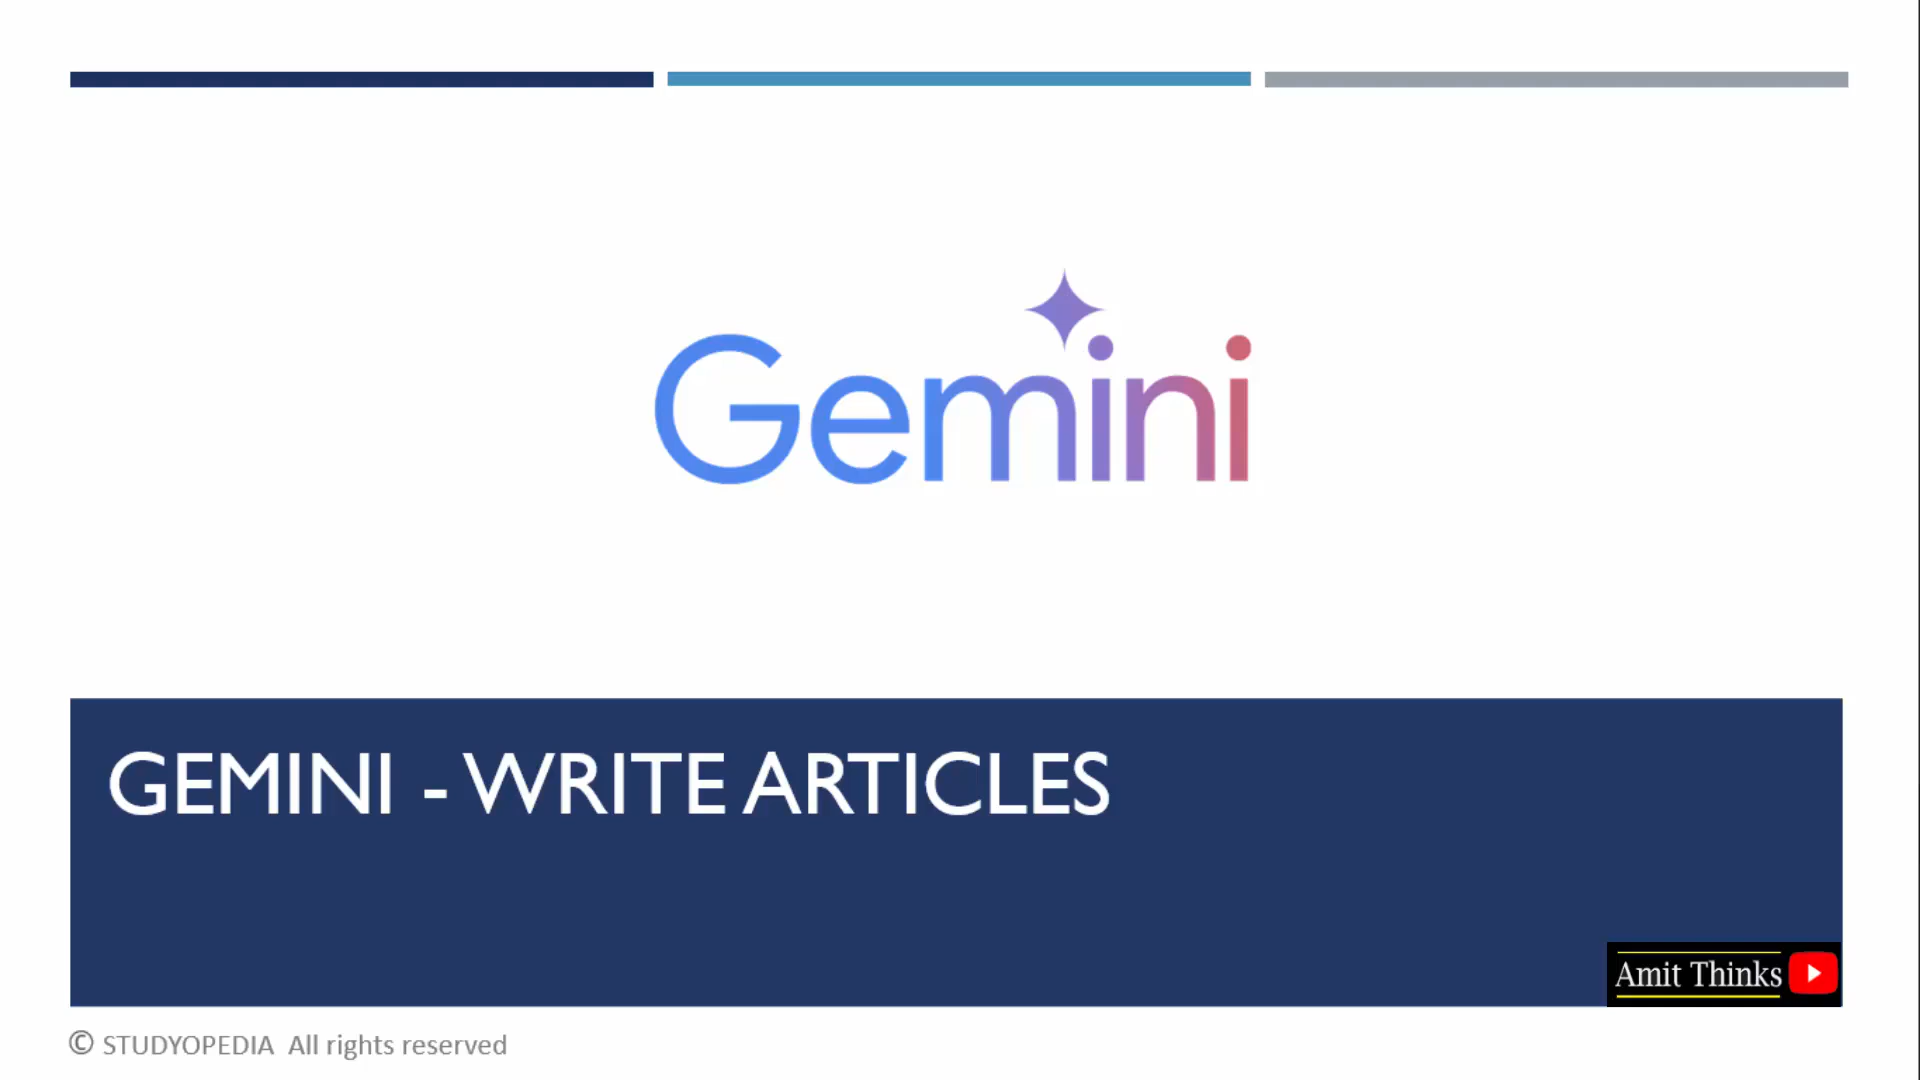 Gemini
GEMINI - WRITE ARTICLES
Amit Thinks
© STUDYOPEDIA All rights reserved